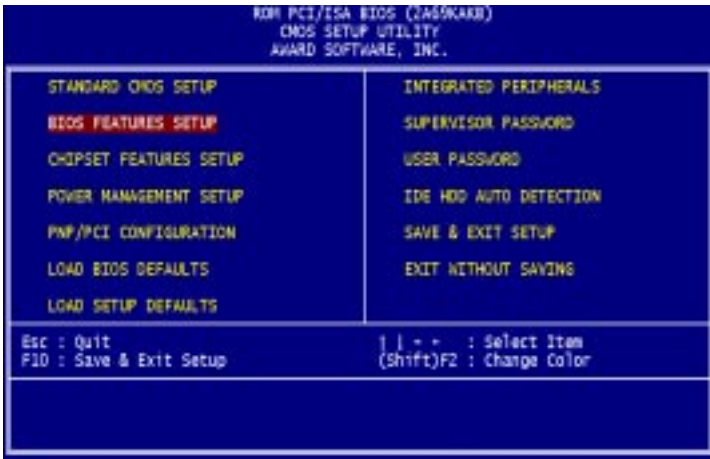 ROM PCI/ISA BIOS (2A69KAKB)
CMOS SETUP UTILITY
AWARD SOFTWARE, INC.
STANDARD CMOS SETUP
BIOS FEATURES SETUP
CHIPSET FEATURES SETUP
POWER MANAGEMENT SETUP
PNP/PCI CONFIGURATION
LOAD BIOS DEFAULTS
LOAD SETUP DEFAULTS
INTEGRATED PERIPHERALS
SUPERVISOR PASSWORD
USER PASSWORD
IDE HDD AUTO DETECTION
SAVE & EXIT SETUP
EXIT WITHOUT SAVING
Esc : Quit
F10 : Save & Exit Setup
: Select Item
(Shift)F2 : Change Color